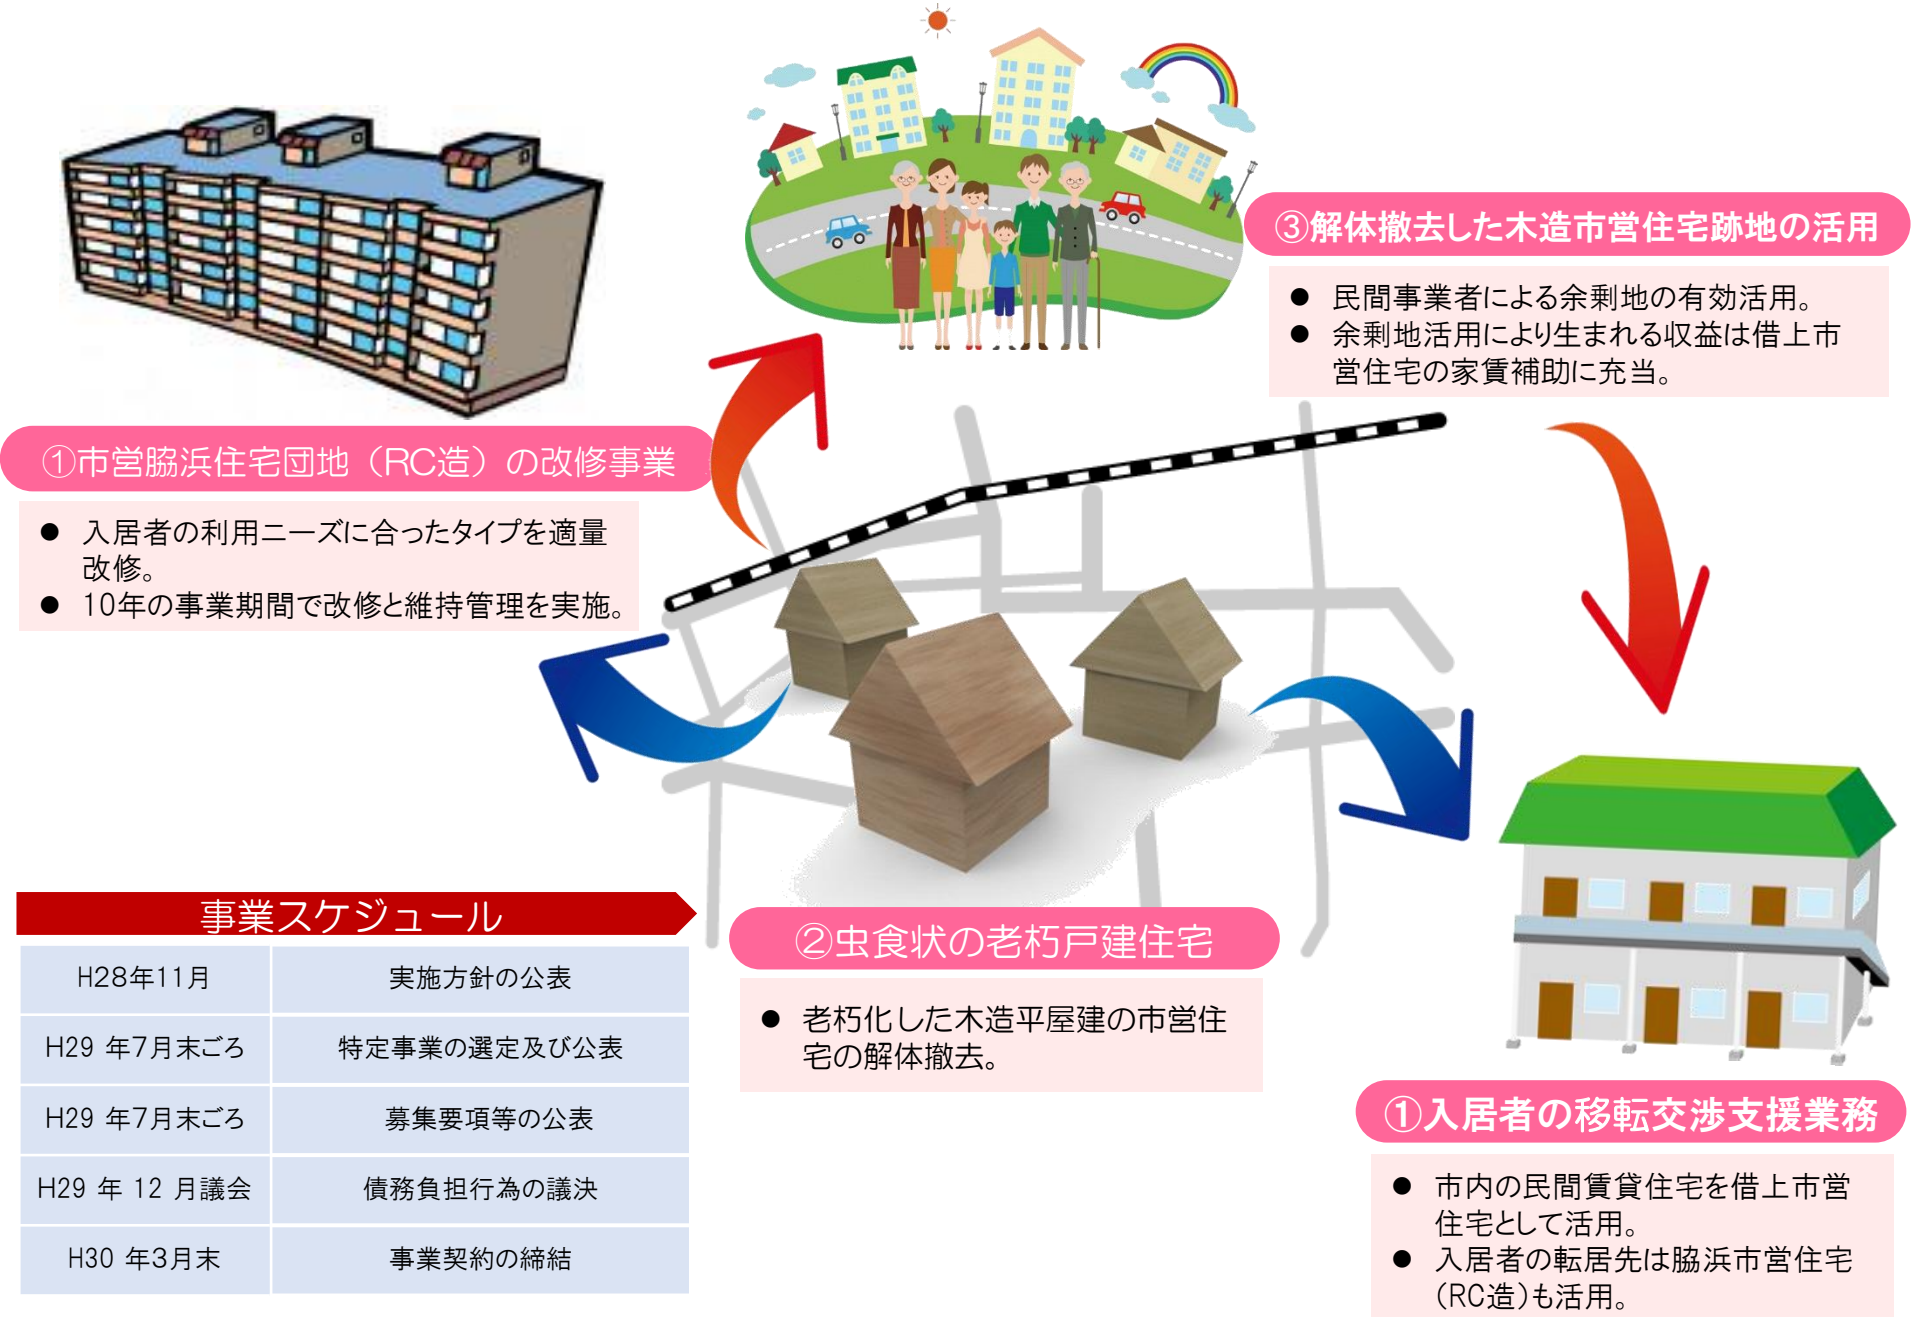 ③解体撤去した木造市営住宅跡地の活用
● 民間事業者による余剰地の有効活用。
● 余剰地活用により生まれる収益は借上市
営住宅の家賃補助に充当。
①市営脇浜住宅団地（RC造）の改修事業
● 入居者の利用ニーズに合ったタイプを適量
改修。
● 10年の事業期間で改修と維持管理を実施。
事業スケジュール
H28年11月 実施方針の公表
H29 年7月末ごろ 特定事業の選定及び公表
H29 年7月末ごろ 募集要項等の公表
H29 年 12 月議会 債務負担行為の議決
H30 年3月末 事業契約の締結
②虫食状の老朽戸建住宅
● 老朽化した木造平屋建の市営住
宅の解体撤去。
①入居者の移転交渉支援業務
● 市内の民間賃貸住宅を借上市営
住宅として活用。
● 入居者の転居先は脇浜市営住宅
（RC造）も活用。